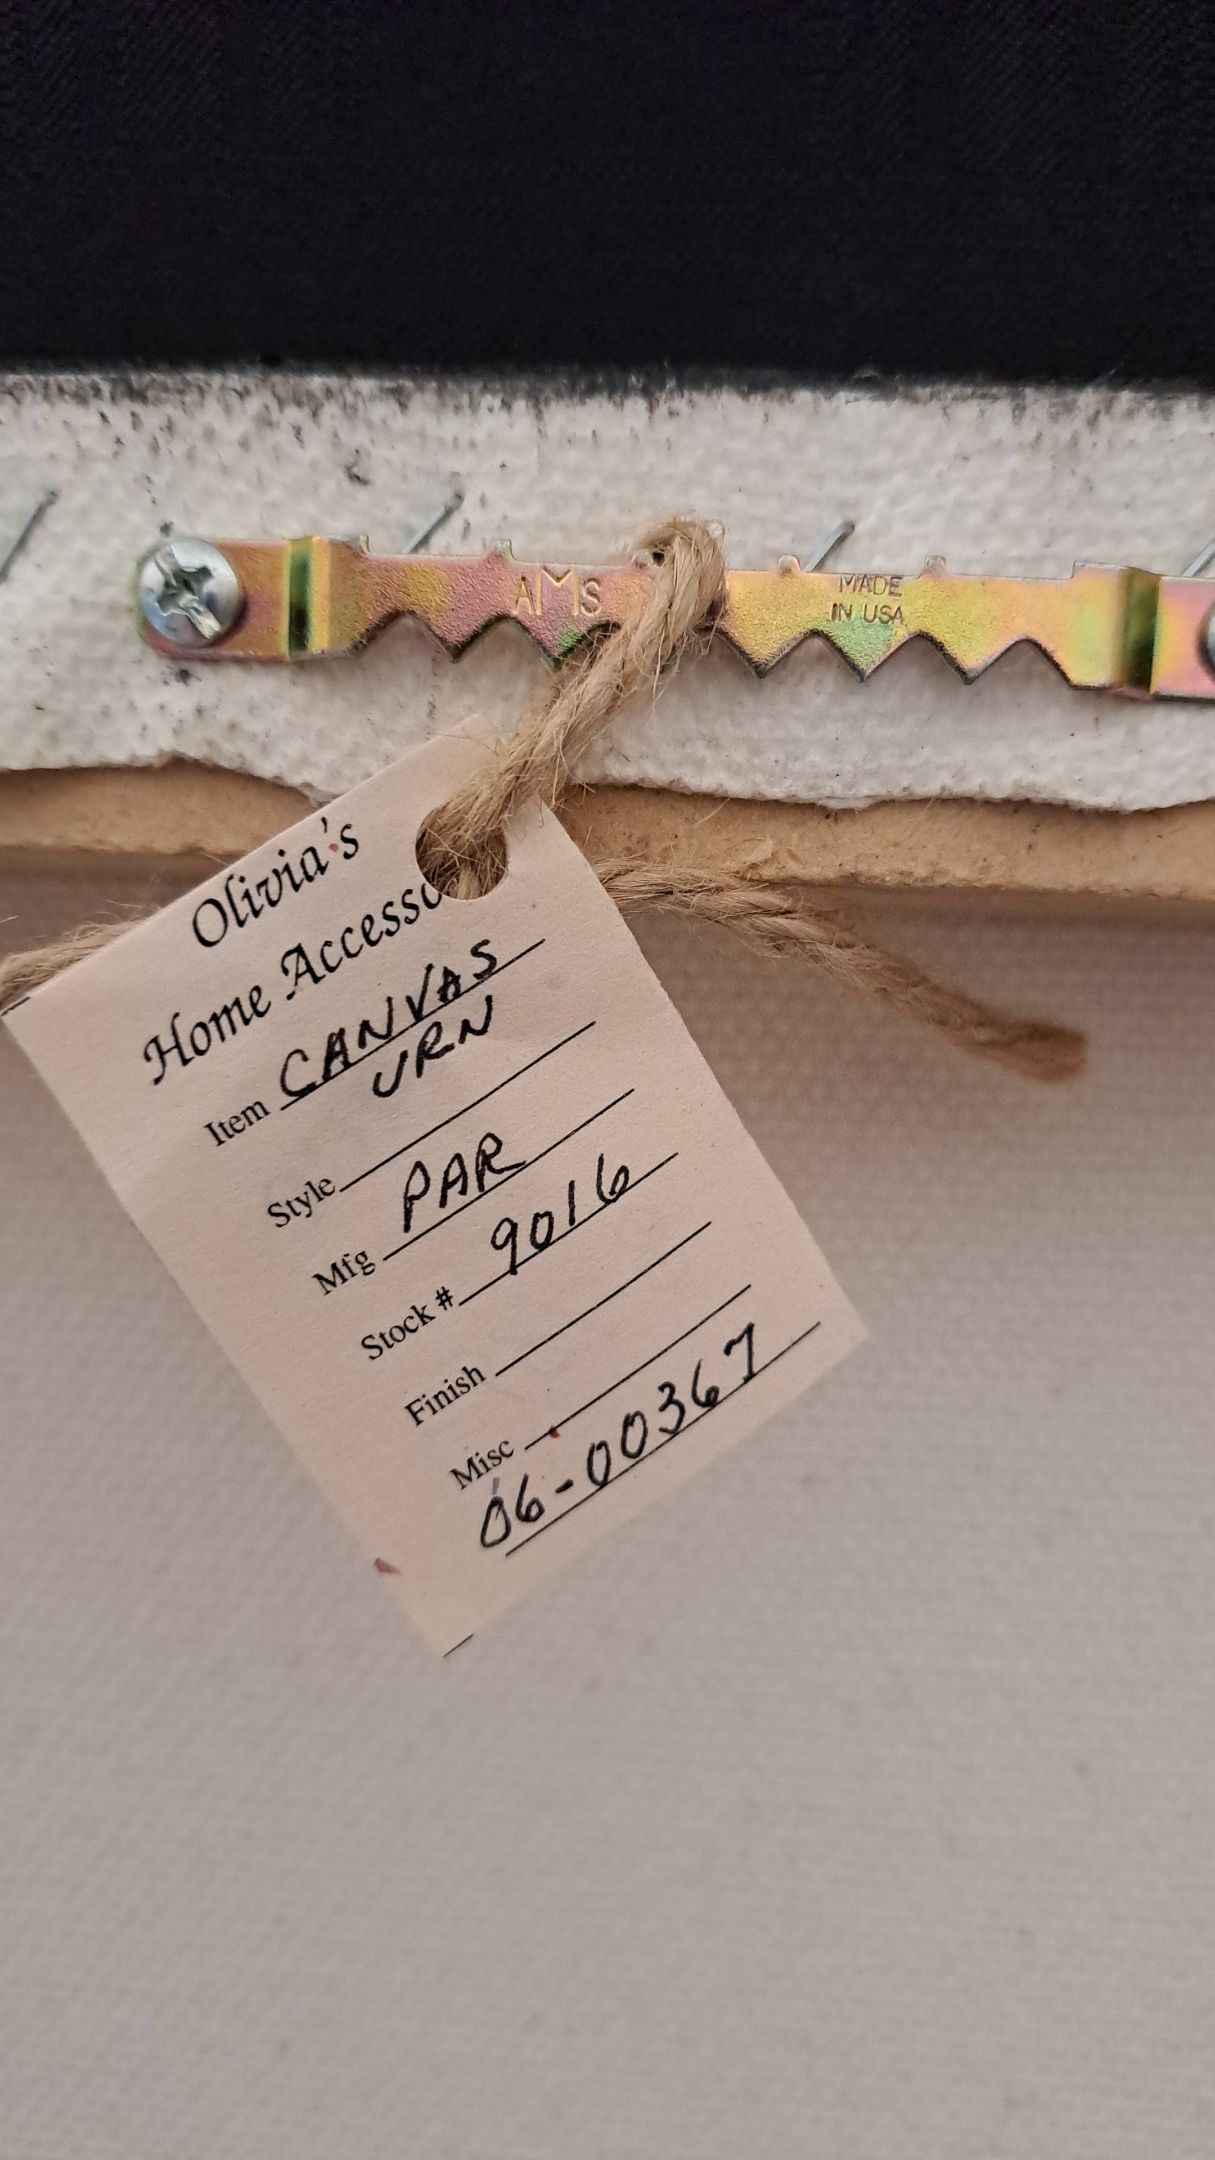 AMS
MADE
IN USA
Olivia's
Home Accesso
Item CANVAS
URN
Style
Mfg PAR
Stock # 9016
Finish
Misc
06-00367